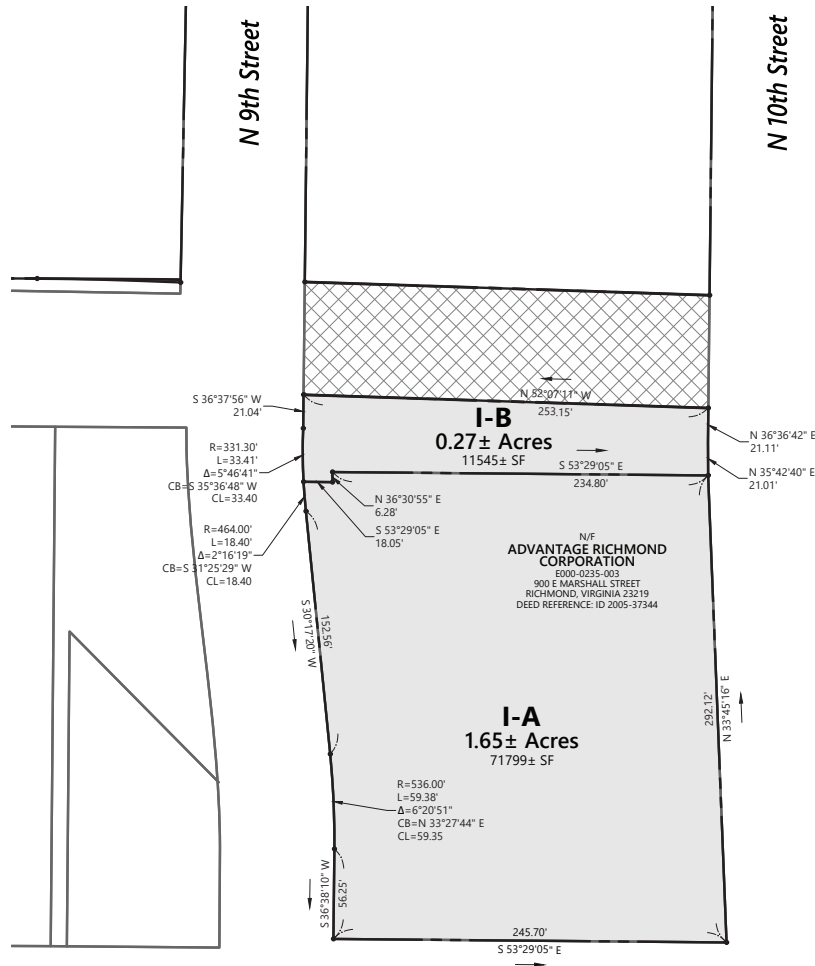 N 9th Street
N 10th Street
N 52°07'11" W
253.15'
S 36°37'56" W
21.04'
I-B
0.27± Acres
11545± SF
S 53°29'05" E
234.80'
N 36°36'42" E
21.11'
N 35°42'40" E
21.01'
R=331.30'
L=33.41'
Δ=5°46'41"
CB=S 35°36'48" W
CL=33.40
N 36°30'55" E
6.28'
S 53°29'05" E
18.05'
R=464.00'
L=18.40'
Δ=2°16'19"
CB=S 31°25'29" W
CL=18.40
N/F
ADVANTAGE RICHMOND
CORPORATION
E000-0235-003
900 E MARSHALL STREET
RICHMOND, VIRGINIA 23219
DEED REFERENCE: ID 2005-37344
152.56'
S 30°17'20" W
292.12'
N 33°45'16" E
I-A
1.65± Acres
71799± SF
R=536.00'
L=59.38'
Δ=6°20'51"
CB=N 33°27'44" E
CL=59.35
S 36°38'10" W
56.25'
245.70'
S 53°29'05" E